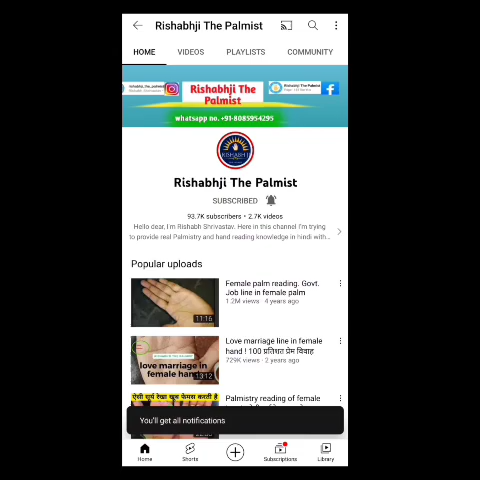 Rishabhji The Palmist
HOME
VIDEOS
PLAYLISTS
COMMUNITY
Rishabhji The
Palmist
whatsapp no. +91-8085954295
Rishabhji The Palmist
SUBSCRIBED
93.7K subscribers • 2.7K videos
Hello dear, I'm Rishabh Shrivastav. Here in this channel I'm trying
to provide real Palmistry and hand reading knowledge in hindi with...
Popular uploads
11:16
Female palm reading. Govt.
Job line in female palm
1.2M views · 4 years ago
love marriage in
female hand
13:12
Love marriage line in female
hand ! 100 प्रतिशत प्रेम विवाह
729K views · 2 years ago
ऐसी सूर्य रेखा खूब फेमस करती है
Palmistry reading of female
You'll get all notifications
Home
Shorts
Subscriptions
Library